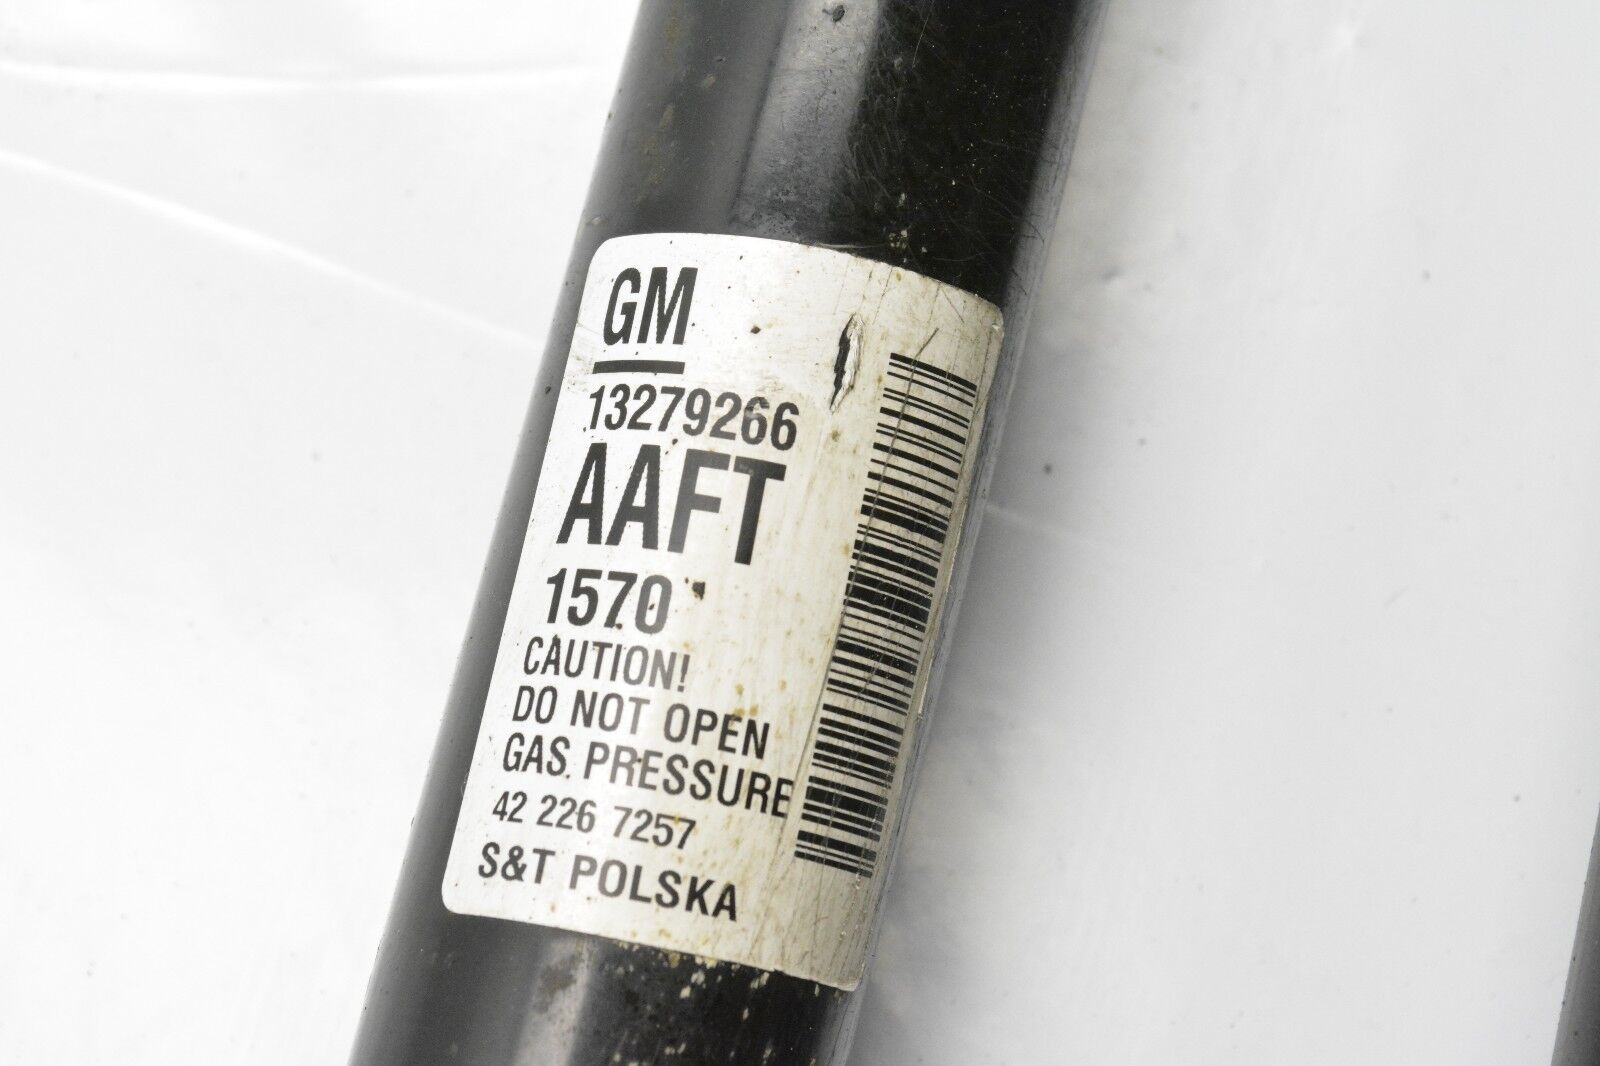 GM
13279266
AAFT
1570
CAUTION!
DO NOT OPEN
GAS PRESSURE
42 226 7257
S&T POLSKA